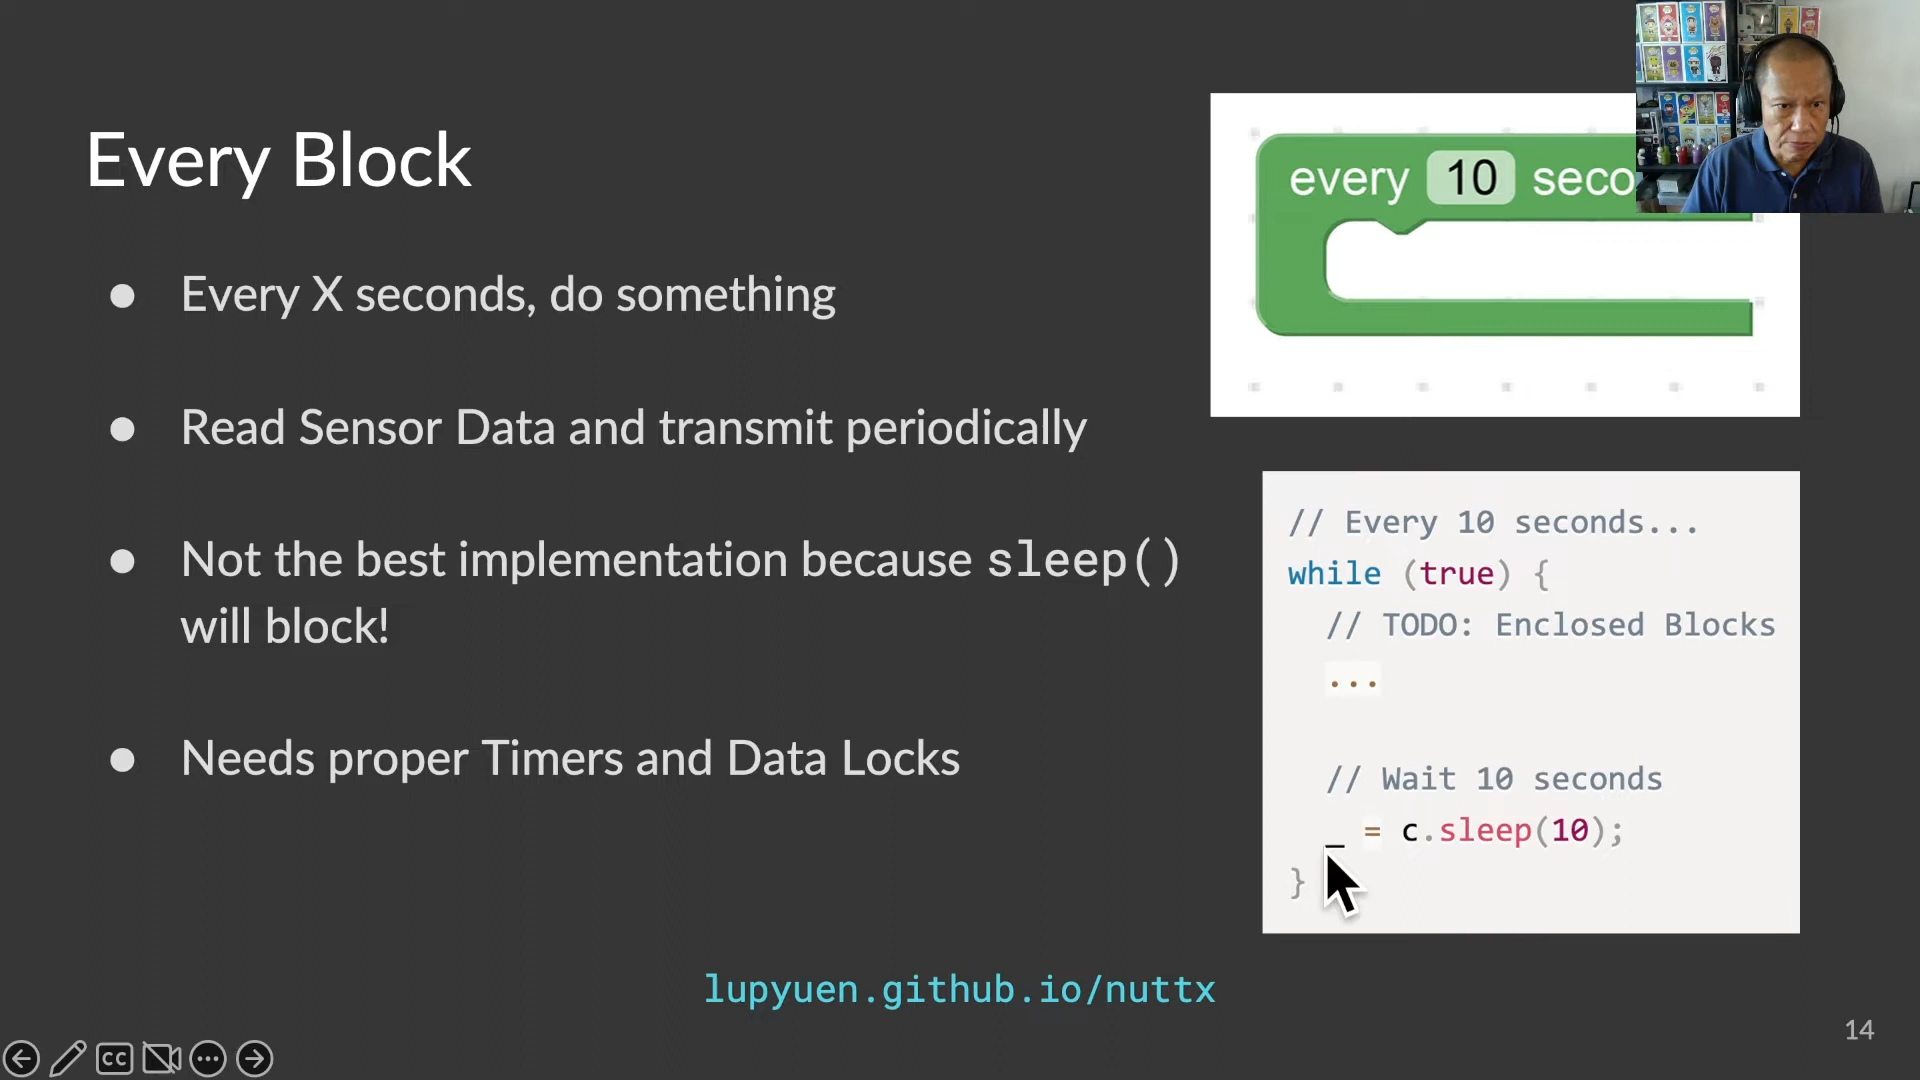 Every Block
every 10 seco
Every X seconds, do something
Read Sensor Data and transmit periodically
Not the best implementation because sleep()
will block!
Needs proper Timers and Data Locks
// Every 10 seconds...
while (true) {
// TODO: Enclosed Blocks
...
// Wait 10 seconds
_ = c.sleep(10);
}
lupyuen.github.io/nuttx
14
CC